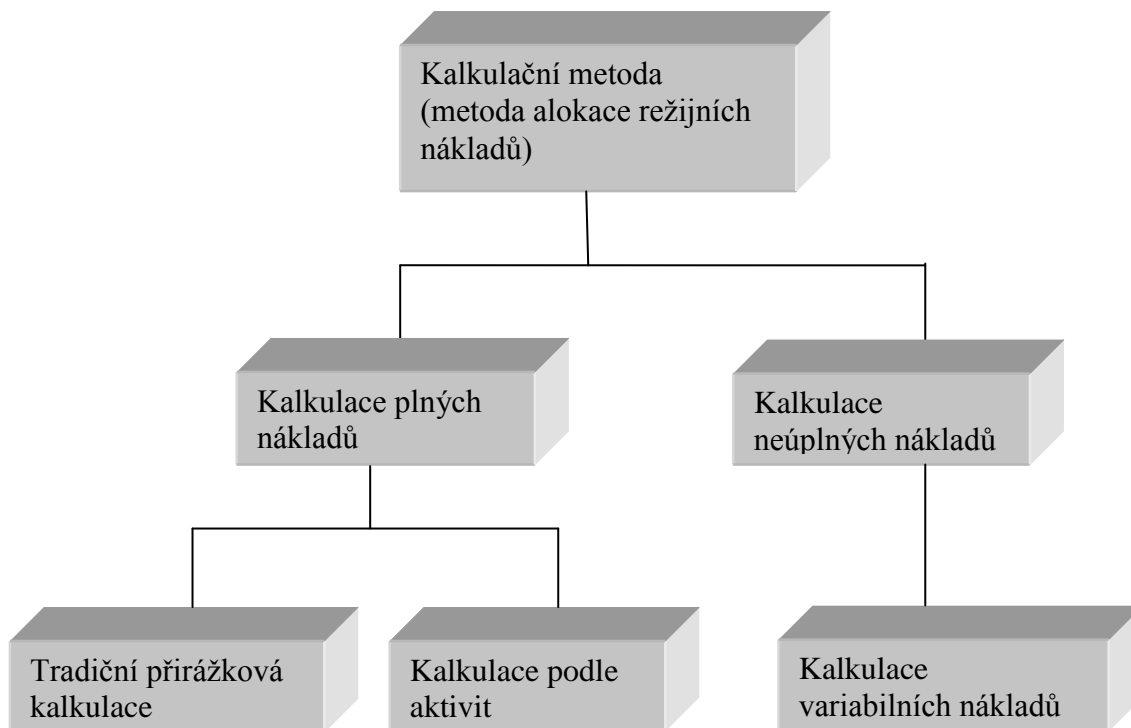 Kalkulační metoda
(metoda alokace režijních
nákladů)
Kalkulace plných
nákladů
Kalkulace
neúplných nákladů
Tradiční přirážková
kalkulace
Kalkulace podle
aktivit
Kalkulace
variabilních nákladů